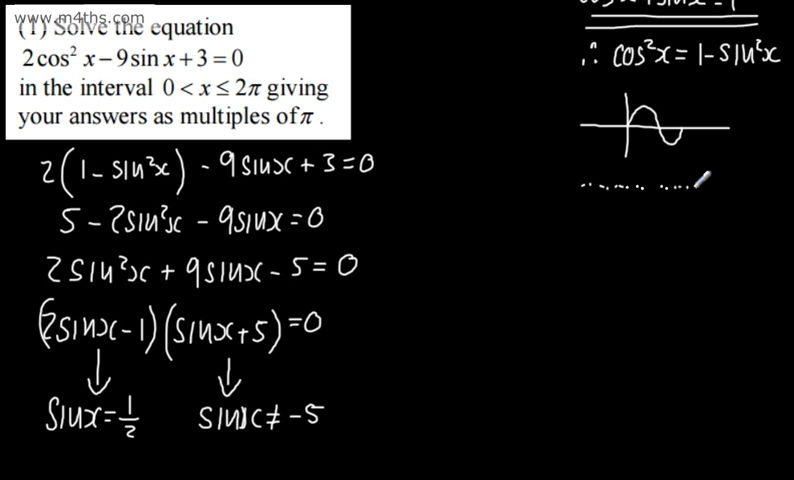 www.m4ths.com
(1) Solve the equation
2cos² x − 9sin x + 3 = 0
in the interval 0 < x ≤ 2π giving
your answers as multiples of π .
∴ cos²x = 1 - sin²x
2(1 - sin²x) - 9sinx + 3 = 0
5 - 2sin²x - 9sinx = 0
2sin²x + 9sinx - 5 = 0
(2sinx - 1)(sinx + 5) = 0
sinx = 1/2 sinx ≠ -5